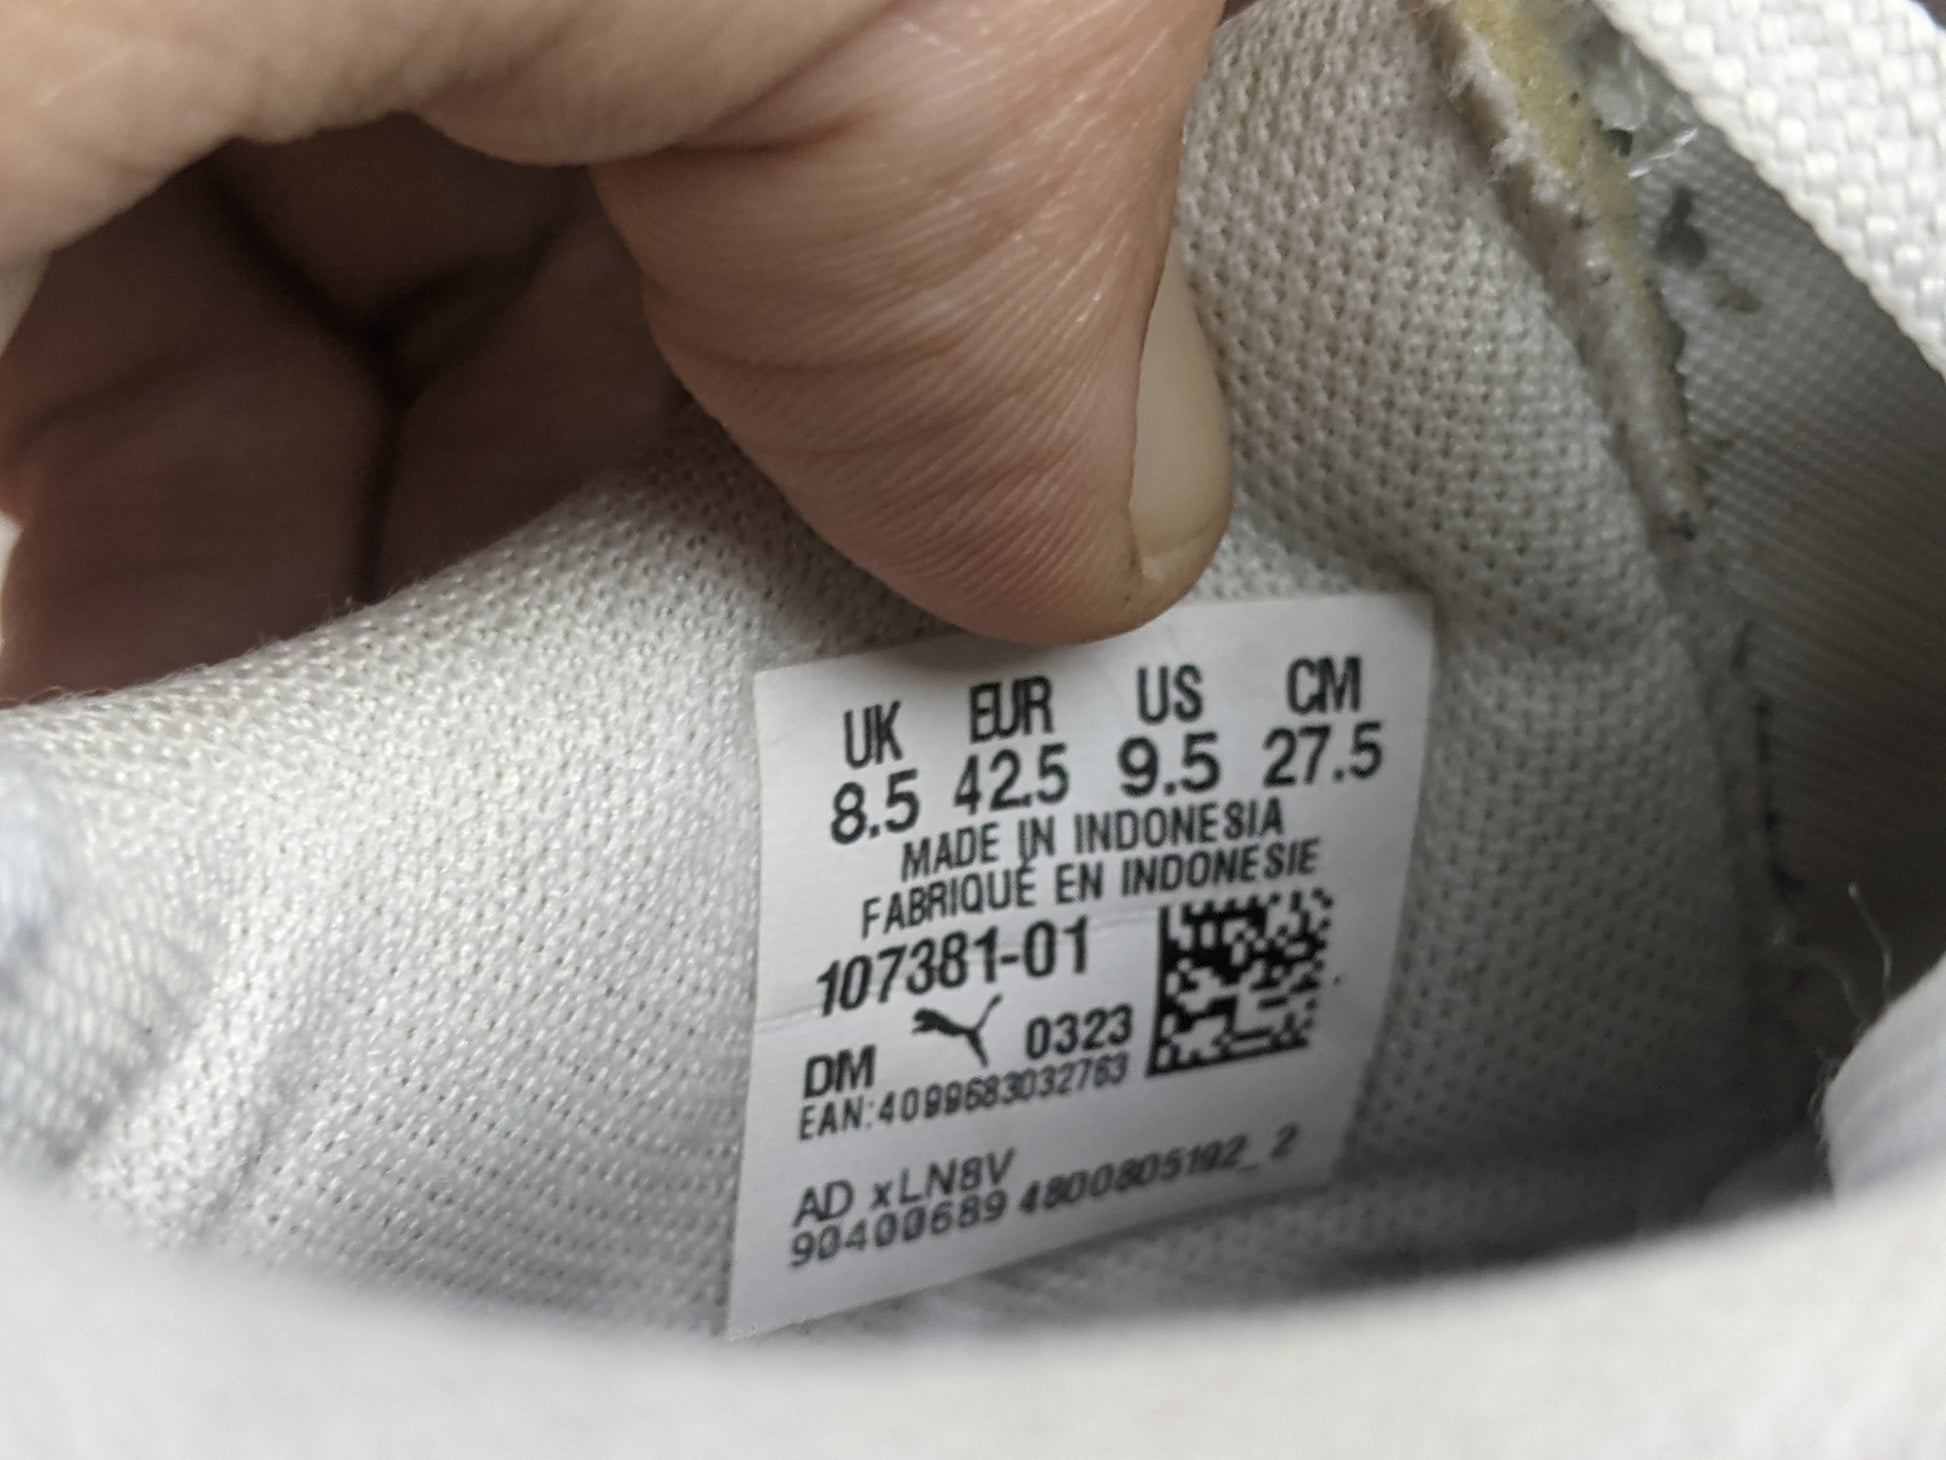 UK EUR US CM
8.5 42.5 9.5 27.5
MADE IN INDONESIA
FABRIQUÉ EN INDONESIE
107381-01
DM 0323
EAN:4099683032763
AD xLN8V
90400689 4800805192_2